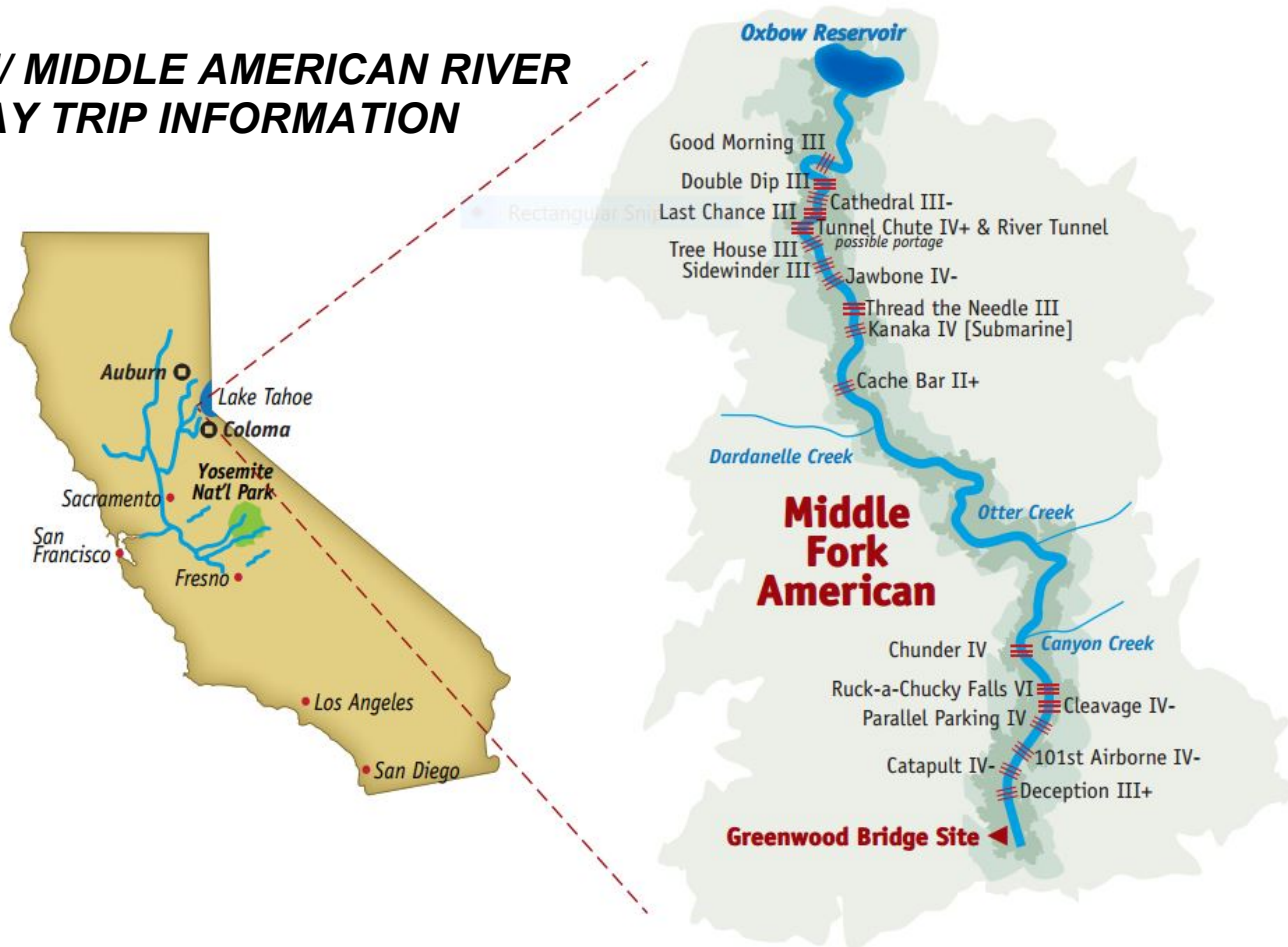 / MIDDLE AMERICAN RIVER
AY TRIP INFORMATION
Auburn
Lake Tahoe
Coloma
Yosemite
Nat'l Park
Sacramento
San
Francisco
Fresno
Los Angeles
San Diego
Oxbow Reservoir
Good Morning III
Double Dip III
Cathedral III-
Rectangular Snip
Last Chance III
Tunnel Chute IV+ & River Tunnel
possible portage
Tree House III
Sidewinder III
Jawbone IV-
Thread the Needle III
Kanaka IV [Submarine]
Cache Bar II+
Dardanelle Creek
Middle
Fork
American
Otter Creek
Canyon Creek
Chunder IV
Ruck-a-Chucky Falls VI
Cleavage IV-
Parallel Parking IV
101st Airborne IV-
Catapult IV-
Deception III+
Greenwood Bridge Site